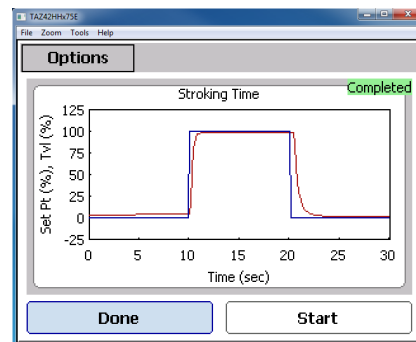 TAZ42HHx75E
File Zoom Tools Help
Options
Completed
Stroking Time
Set Pt (%), Tvl (%)
125
100
75
50
25
0
-25
0 5 10 15 20 25 30
Time (sec)
Done Start